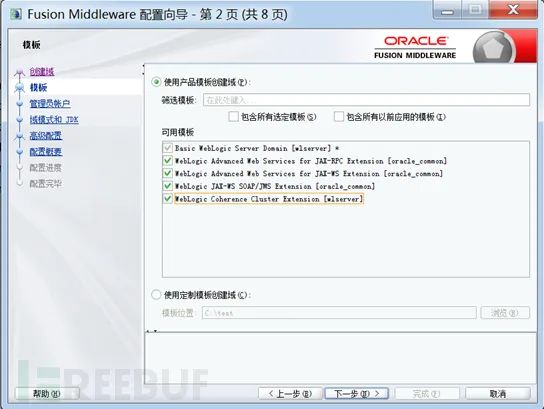 Fusion Middleware 配置向导 - 第 2 页 (共 8 页)
模板
ORACLE
FUSION MIDDLEWARE
创建域
模板
管理员帐户
域模式和 JDK
高级配置
配置概要
配置进度
配置完毕
使用产品模板创建域(P):
筛选模板: 在此处键入...
包含所有选定模板(S) 包含所有以前应用的模板(I)
可用模板
Basic WebLogic Server Domain [wlserver] *
WebLogic Advanced Web Services for JAX-RPC Extension [oracle_common]
WebLogic Advanced Web Services for JAX-WS Extension [oracle_common]
WebLogic JAX-WS SOAP/JMS Extension [oracle_common]
WebLogic Coherence Cluster Extension [wlserver]
使用定制模板创建域(C):
模板位置: C:\test 浏览(R)
帮助(H) <上一步(B) 下一步(N)> 完成(F) 取消
REEBUF